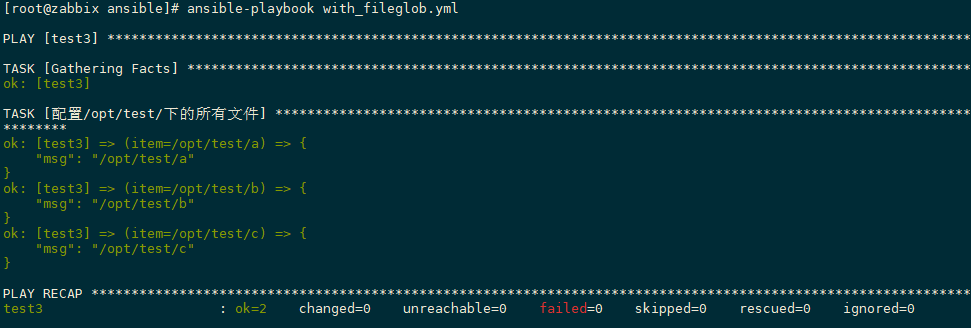 [root@zabbix ansible]# ansible-playbook with_fileglob.yml
PLAY [test3] ************************************************************************************************************
TASK [Gathering Facts] **************************************************************************************************
ok: [test3]
TASK [配置/opt/test/下的所有文件] ***************************************************************************************
********
ok: [test3] => (item=/opt/test/a) => {
    "msg": "/opt/test/a"
}
ok: [test3] => (item=/opt/test/b) => {
    "msg": "/opt/test/b"
}
ok: [test3] => (item=/opt/test/c) => {
    "msg": "/opt/test/c"
}
PLAY RECAP **************************************************************************************************************
test3                      : ok=2    changed=0    unreachable=0    failed=0    skipped=0    rescued=0    ignored=0